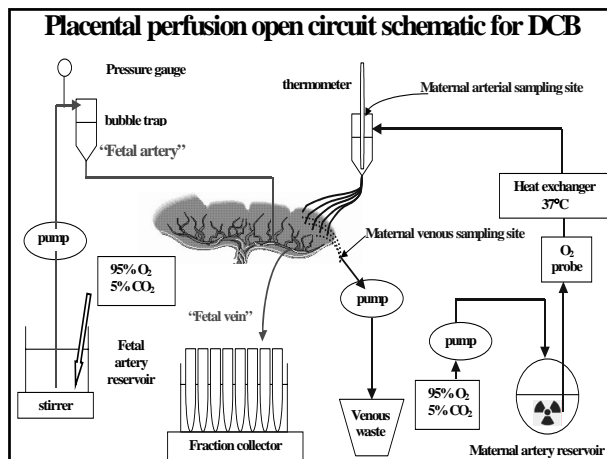 Placental perfusion open circuit schematic for DCB
Pressure gauge
thermometer
Maternal arterial sampling site
bubble trap
"Fetal artery"
Heat exchanger
37°C
pump
Maternal venous sampling site
O₂
probe
95% O₂
5% CO₂
pump
"Fetal vein"
pump
Fetal
artery
reservoir
95% O₂
5% CO₂
stirrer
Venous
waste
Fraction collector
Maternal artery reservoir